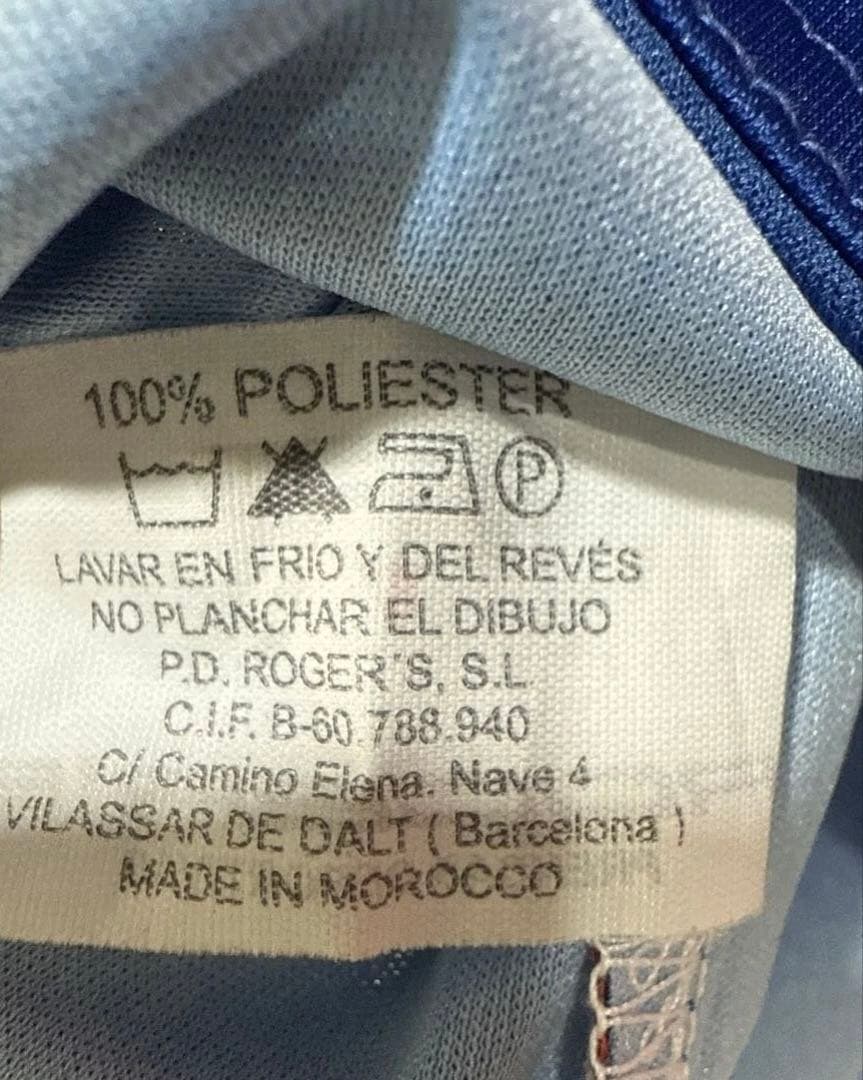 100% POLIESTER
P
LAVAR EN FRIO Y DEL REVÉS
NO PLANCHAR EL DIBUJO
P.D. ROGER´S, S.L.
C.I.F. B-60.788.940
C/ Camino Elena. Nave 4
VILASSAR DE DALT ( Barcelona )
MADE IN MOROCCO